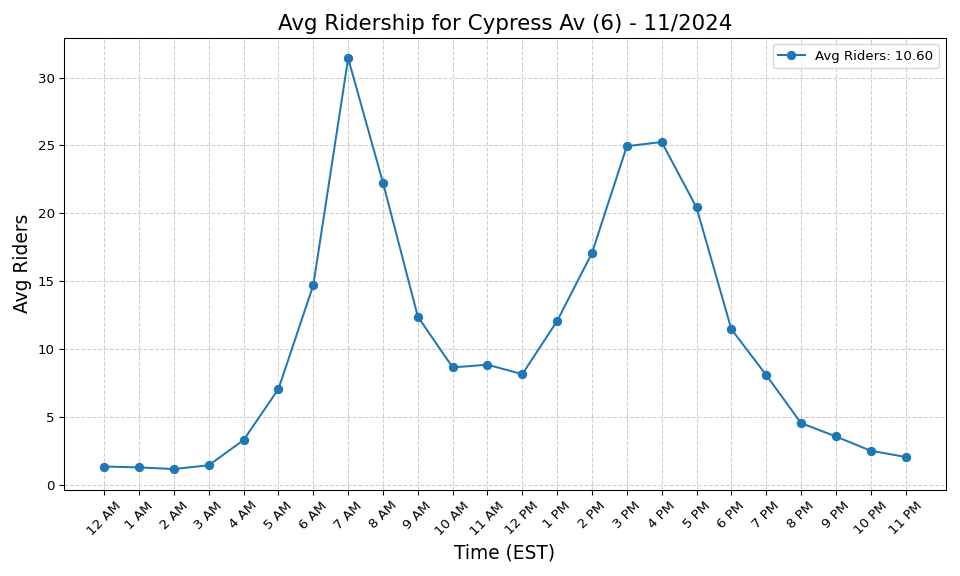 Avg Ridership for Cypress Av (6) - 11/2024
Avg Riders: 10.60
Avg Riders
30
25
20
15
10
5
0
12 AM 1 AM 2 AM 3 AM 4 AM 5 AM 6 AM 7 AM 8 AM 9 AM 10 AM 11 AM 12 PM 1 PM 2 PM 3 PM 4 PM 5 PM 6 PM 7 PM 8 PM 9 PM 10 PM 11 PM
Time (EST)